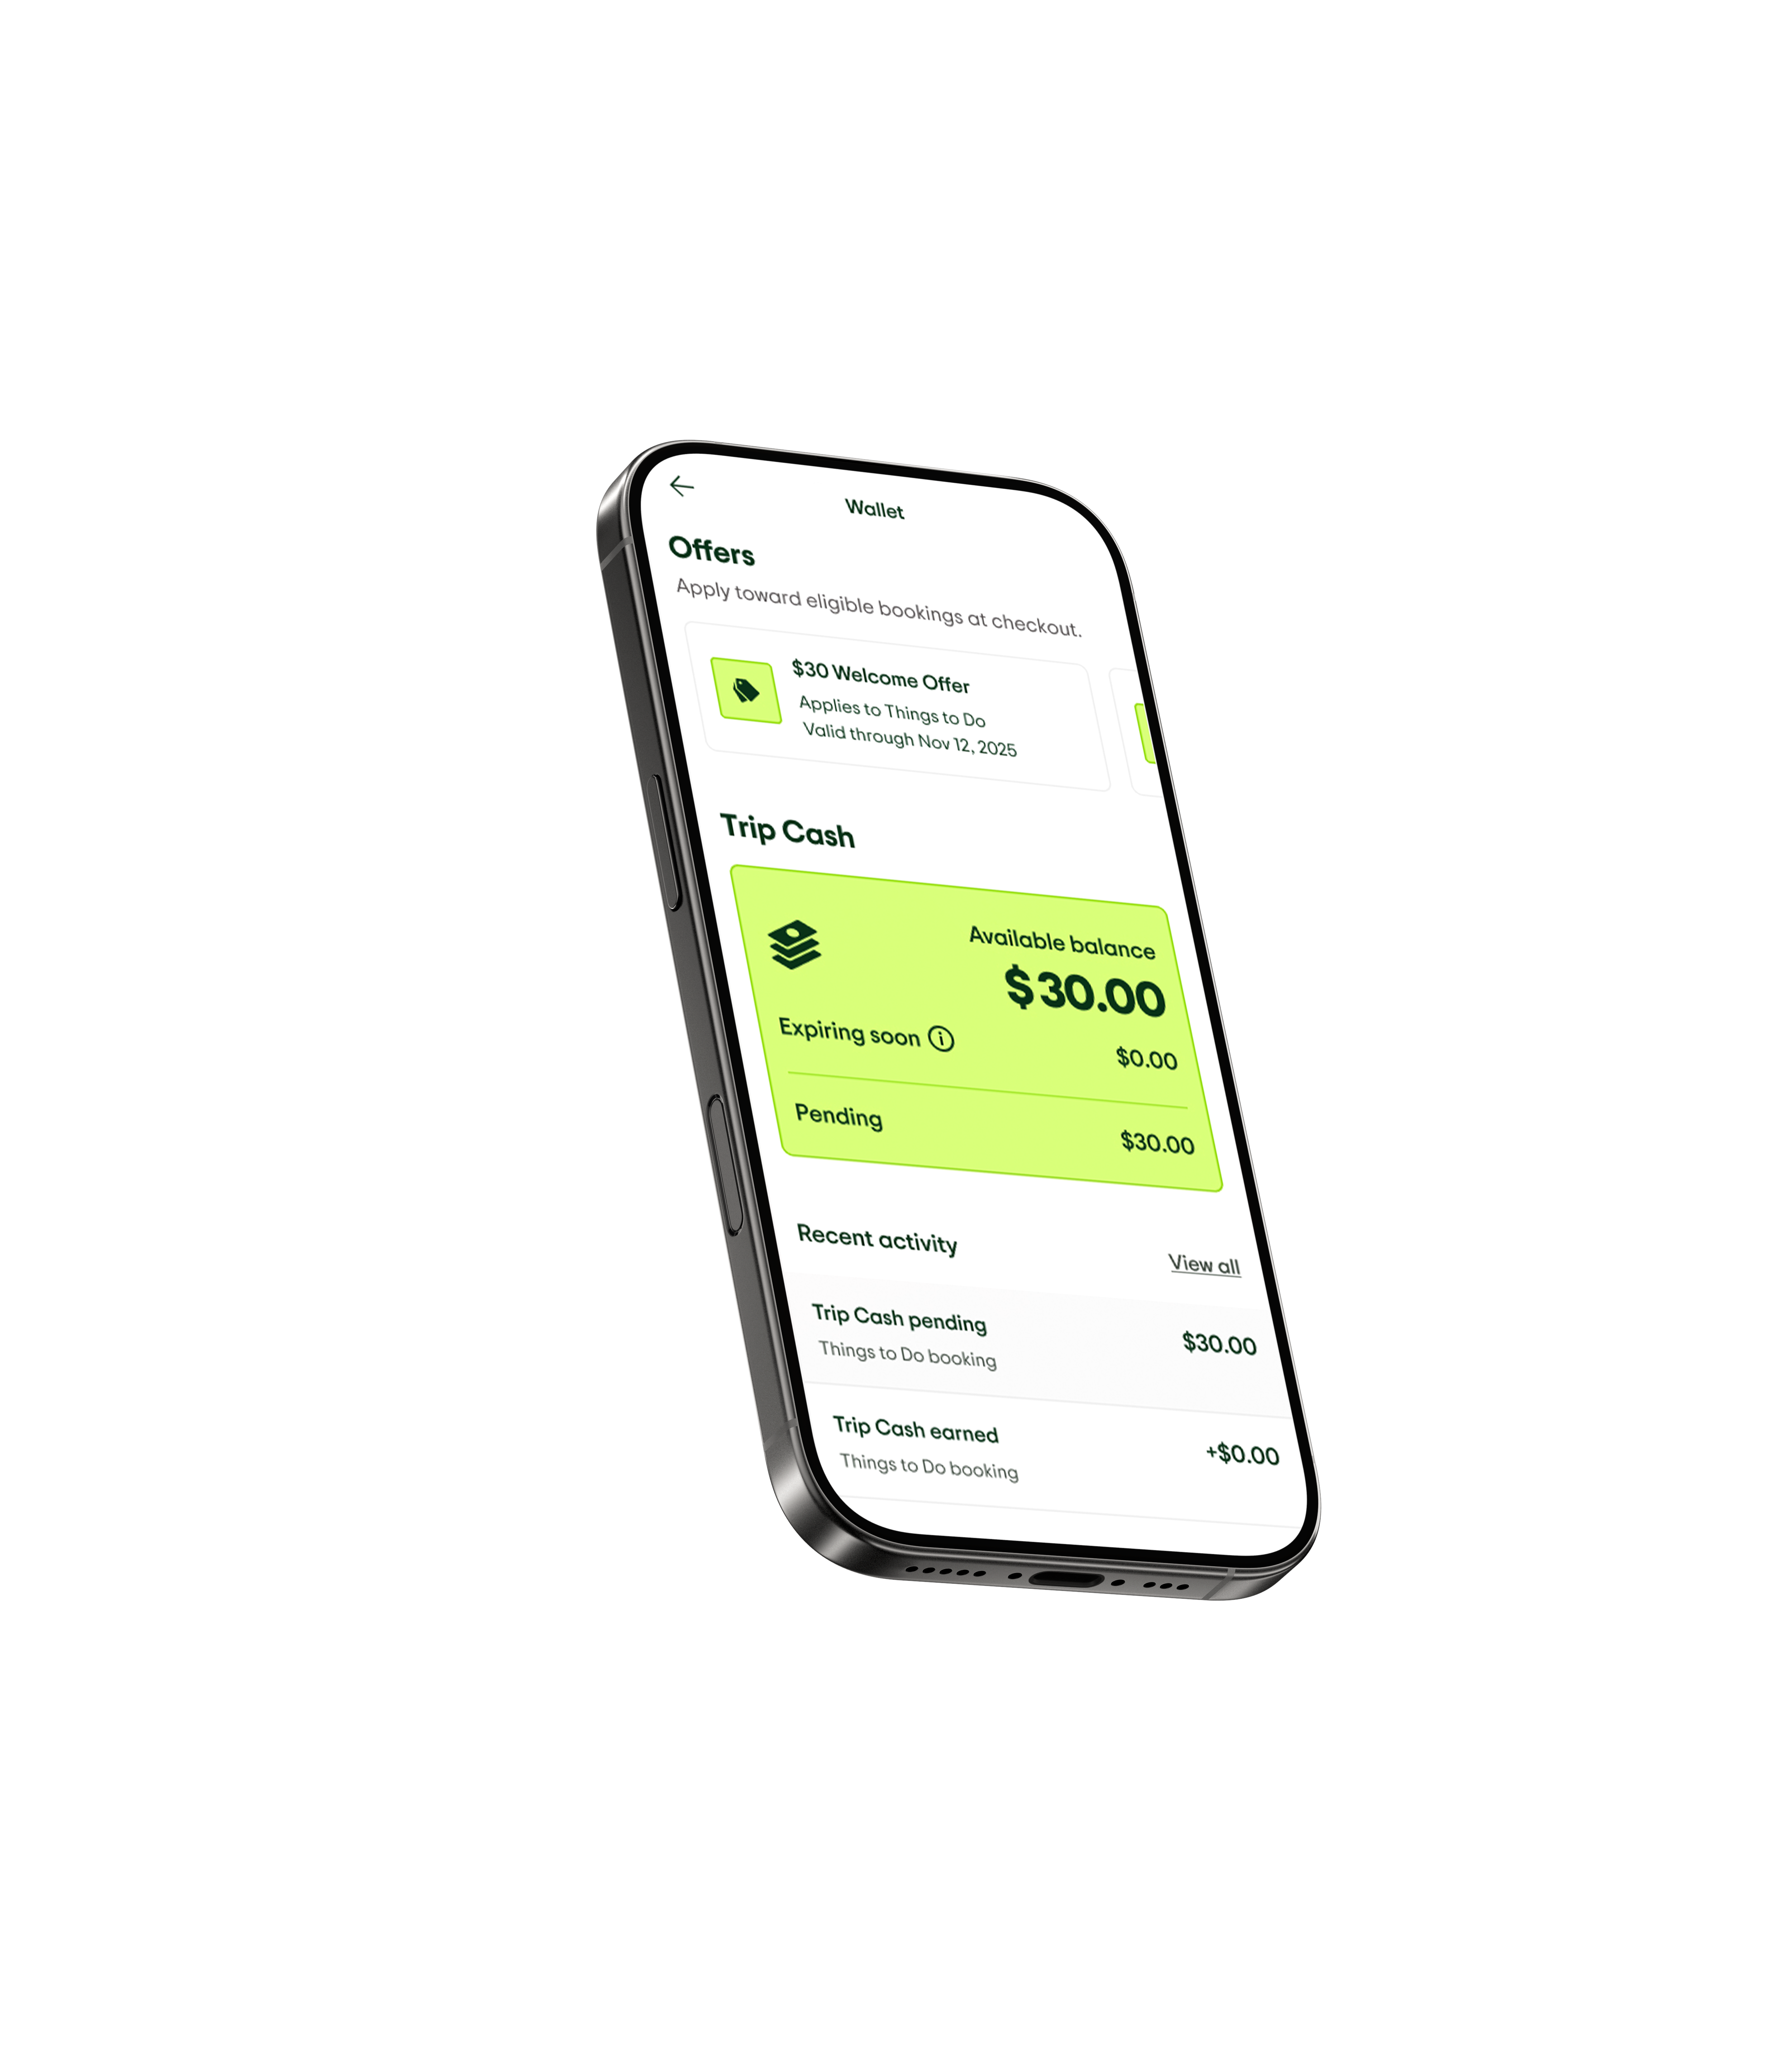 Wallet
Offers
Apply toward eligible bookings at checkout.
$30 Welcome Offer
Applies to Things to Do
Valid through Nov 12, 2025
Trip Cash
Available balance
$30.00
Expiring soon $0.00
Pending $30.00
Recent activity View all
Trip Cash pending $30.00
Things to Do booking
Trip Cash earned +$0.00
Things to Do booking